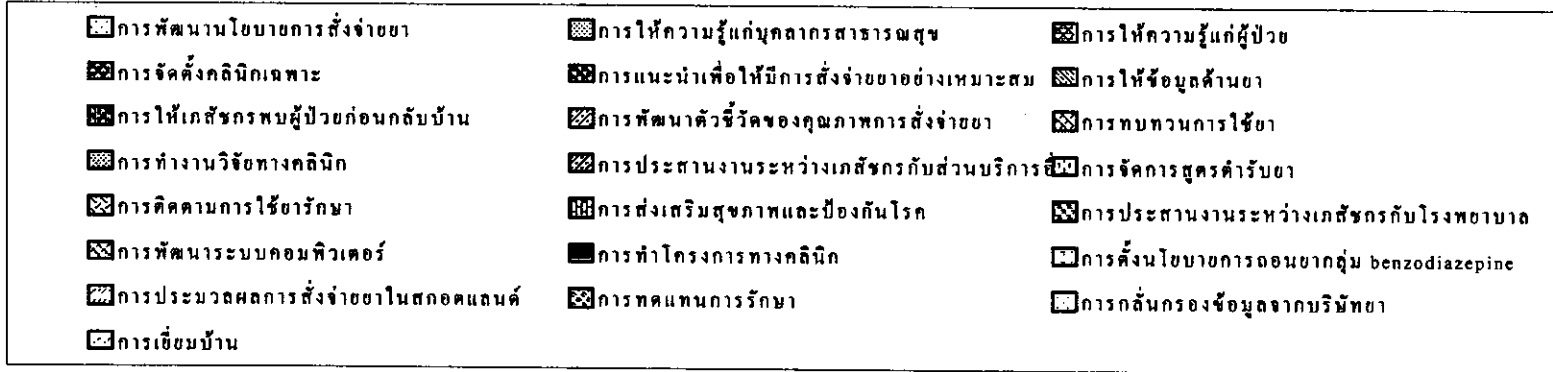 การพัฒนานโยบายการสั่งจ่ายยา การให้ความรู้แก่บุคลากรสาธารณสุข การให้ความรู้แก่ผู้ป่วย
การจัดตั้งคลินิกเฉพาะ การแนะนำเพื่อให้มีการสั่งจ่ายยาอย่างเหมาะสม การให้ข้อมูลด้านยา
การให้เภสัชกรพบผู้ป่วยก่อนกลับบ้าน การพัฒนาตัวชี้วัดของคุณภาพการสั่งจ่ายยา การทบทวนการใช้ยา
การทำงานวิจัยทางคลินิก การประสานงานระหว่างเภสัชกรกับส่วนบริการ การจัดการสูตรตำรับยา
การติดตามการใช้ยารักษา การส่งเสริมสุขภาพและป้องกันโรค การประสานงานระหว่างเภสัชกรกับโรงพยาบาล
การพัฒนาระบบคอมพิวเตอร์ การทำโครงการทางคลินิก การตั้งนโยบายการถอนยากลุ่ม benzodiazepine
การประมวลผลการสั่งจ่ายยาในสกอตแลนด์ การทดแทนการรักษา การกลั่นกรองข้อมูลจากบริษัทยา
การเยี่ยมบ้าน